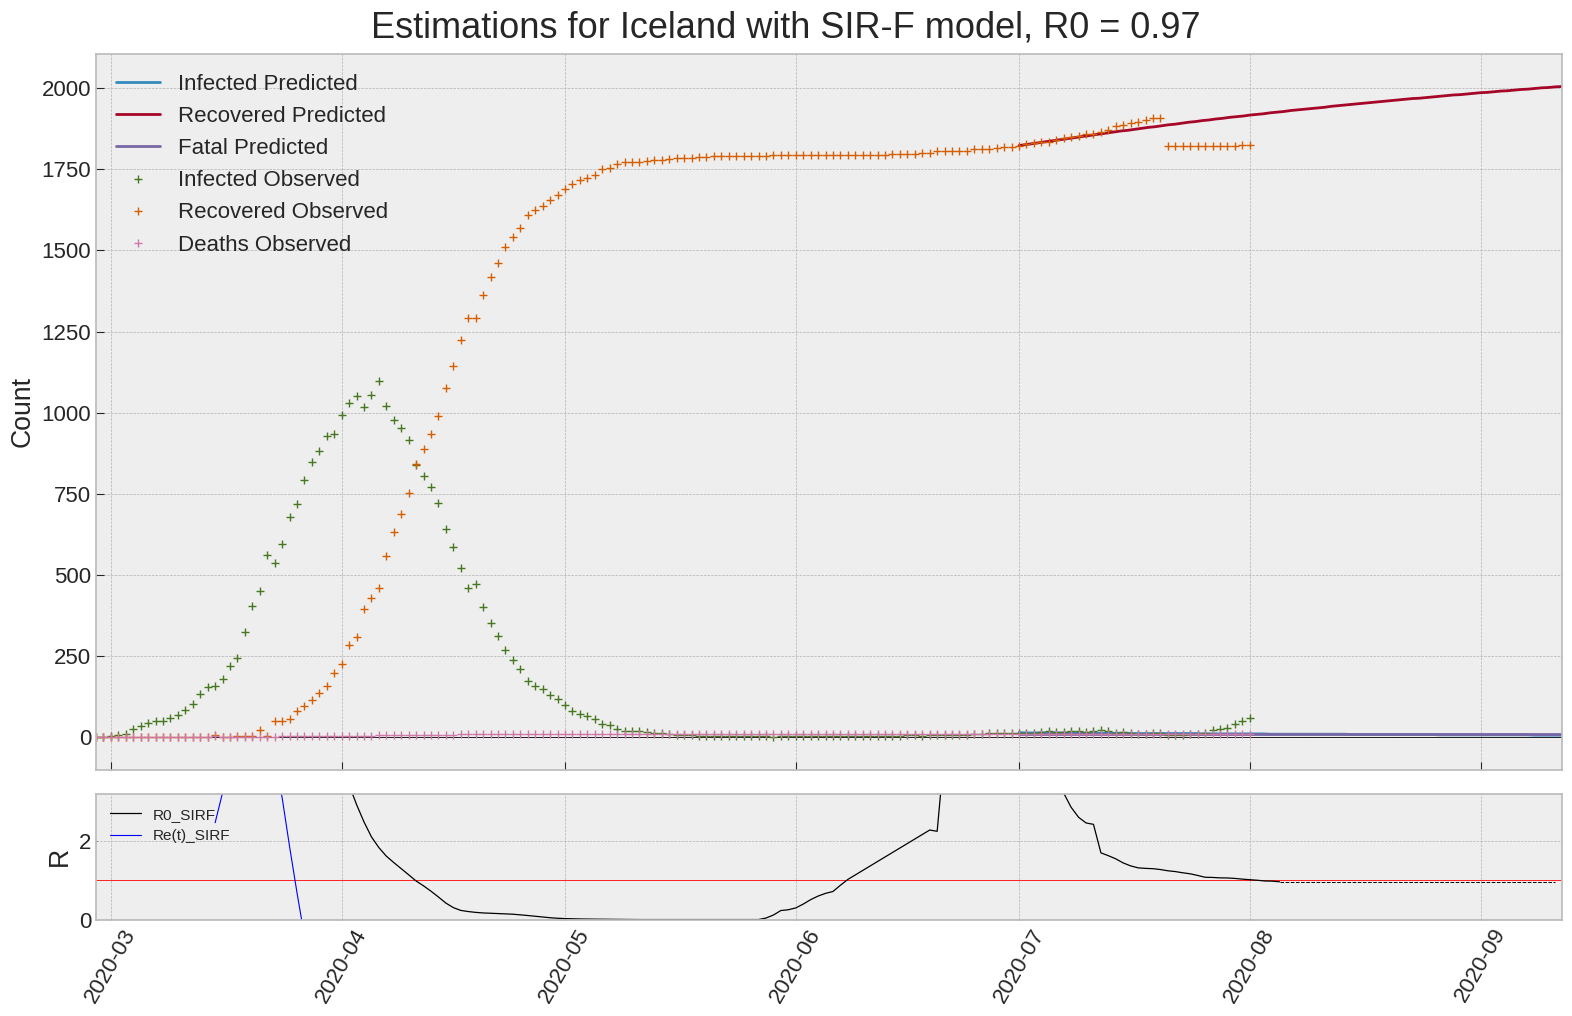 Estimations for Iceland with SIR-F model, R0 = 0.97
Infected Predicted
Recovered Predicted
Fatal Predicted
Infected Observed
Recovered Observed
Deaths Observed
Count
2000
1750
1500
1250
1000
750
500
250
0
R0_SIRF
Re(t)_SIRF
R
2
0
2020-03
2020-04
2020-05
2020-06
2020-07
2020-08
2020-09